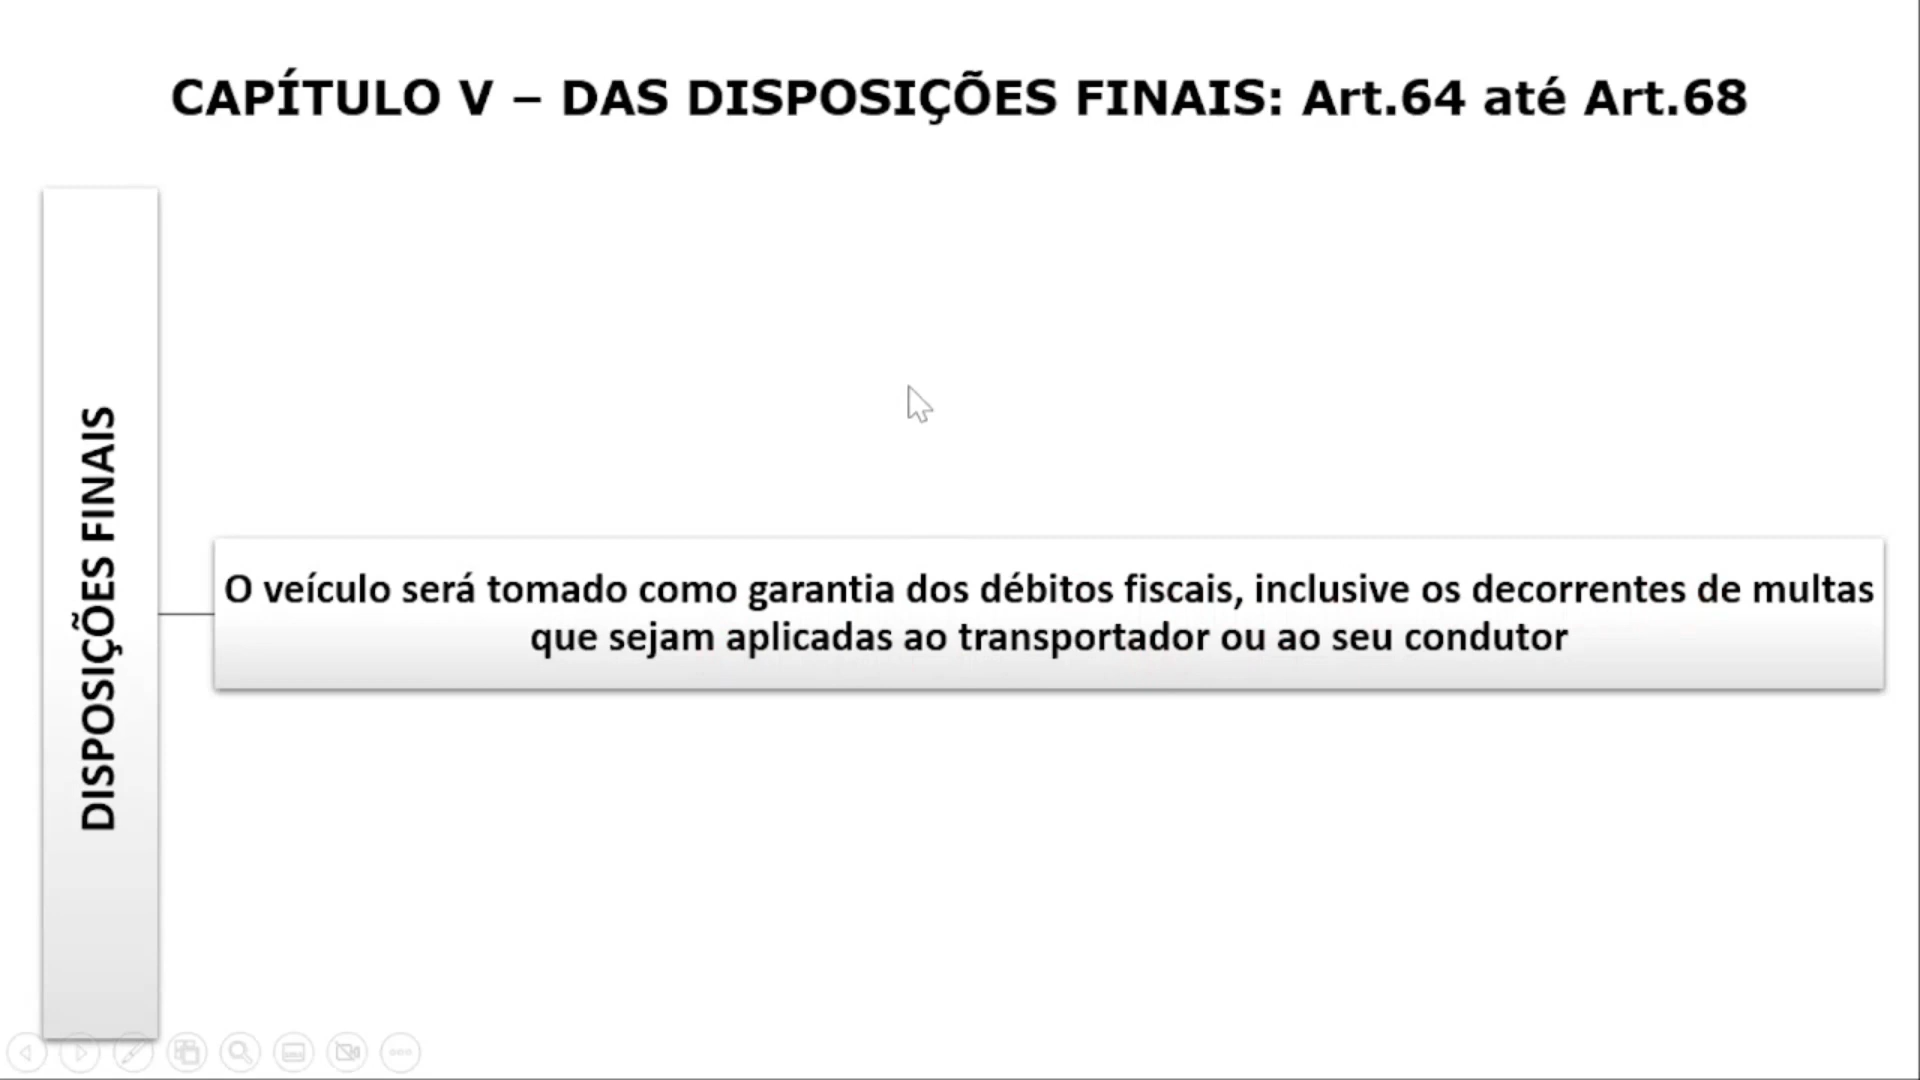 CAPÍTULO V – DAS DISPOSIÇÕES FINAIS: Art.64 até Art.68
DISPOSIÇÕES FINAIS
O veículo será tomado como garantia dos débitos fiscais, inclusive os decorrentes de multas
que sejam aplicadas ao transportador ou ao seu condutor